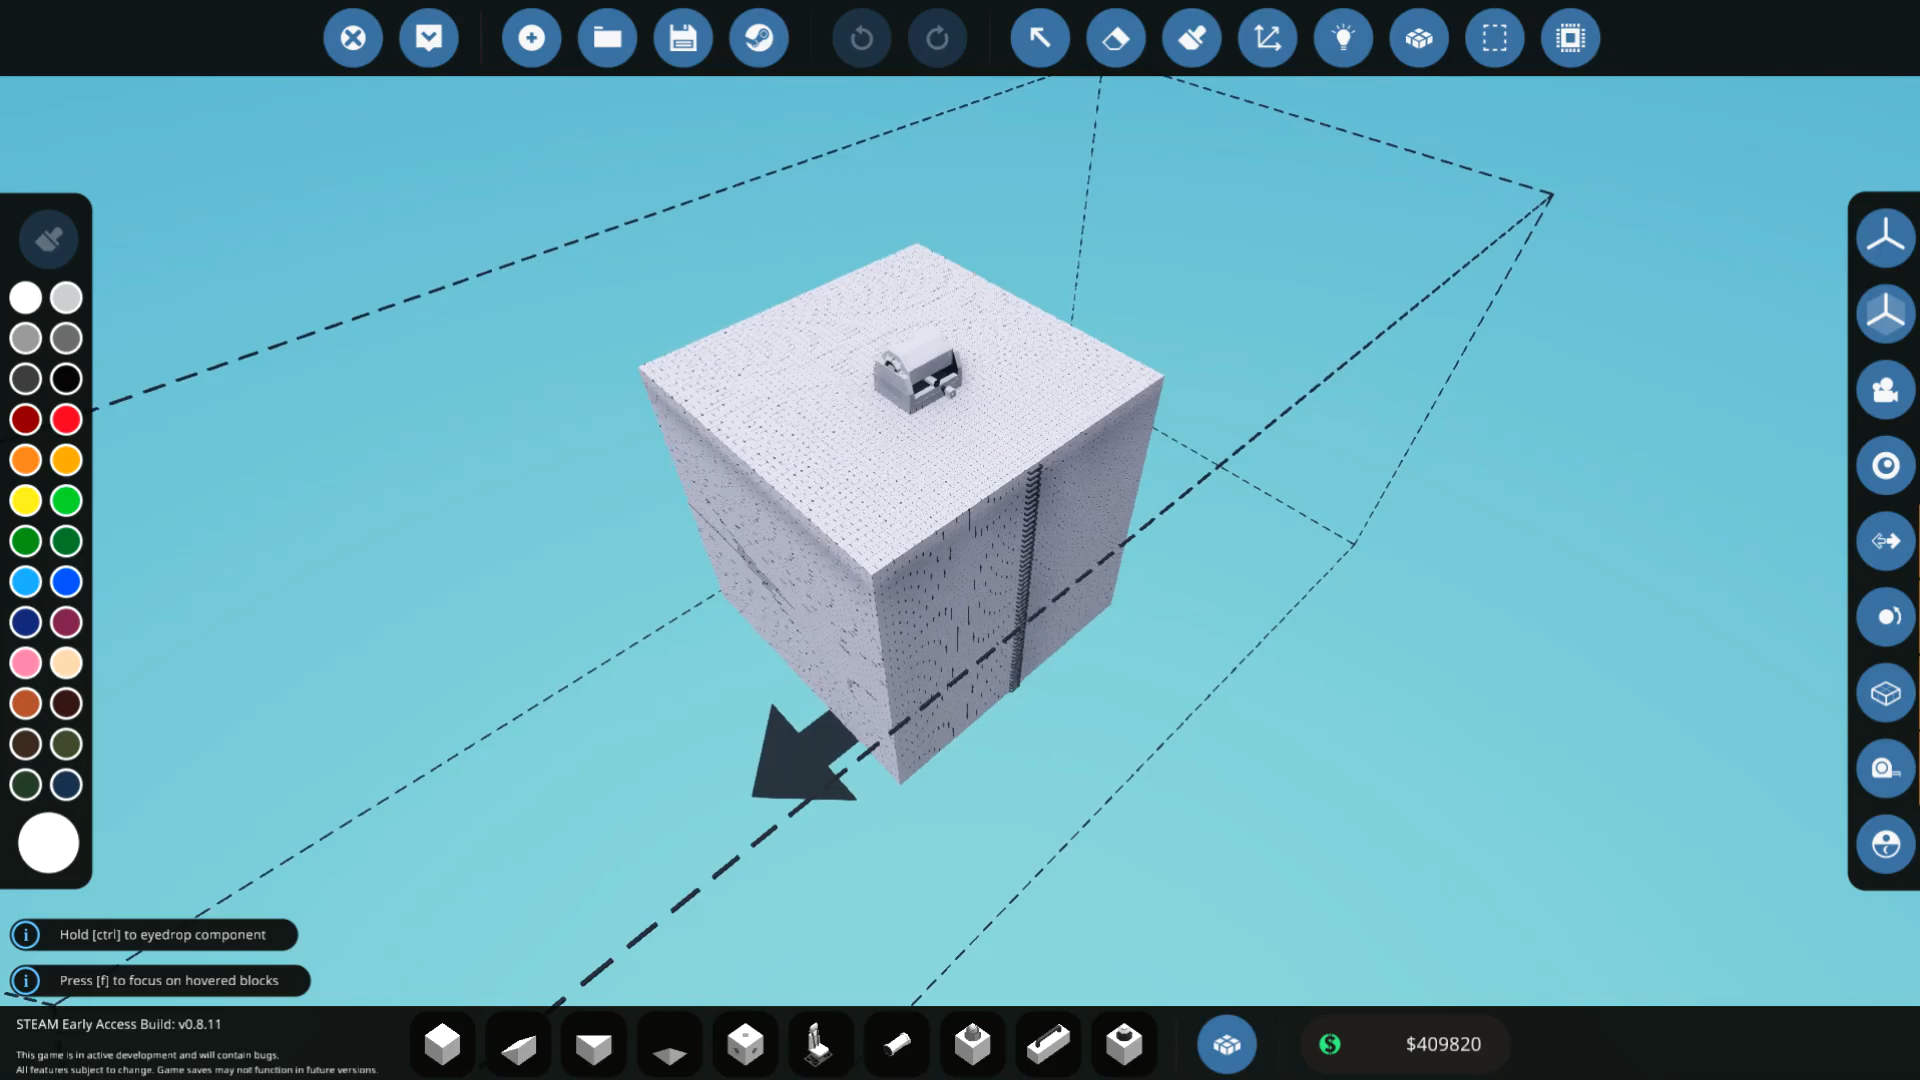 Hold [ctrl] to eyedrop component
Press [f] to focus on hovered blocks
STEAM Early Access Build: v0.8.11
This game is in active development and will contain bugs.
All features subject to change. Game saves may not function in future versions.
$409820